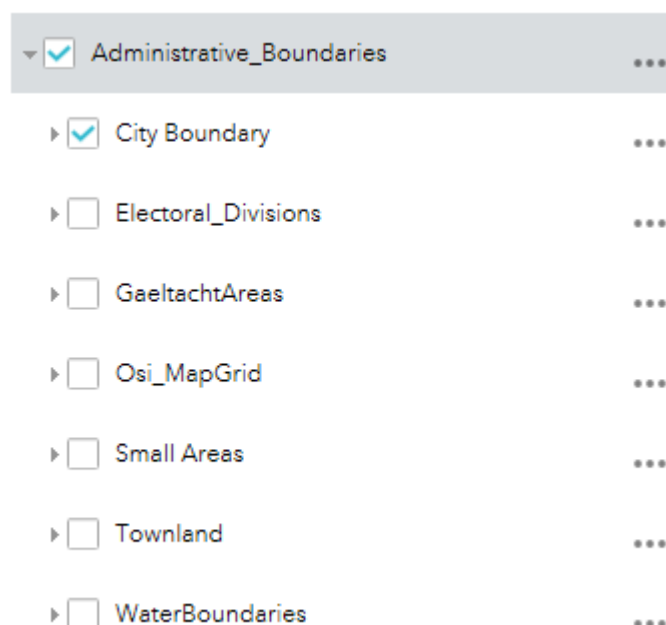 Administrative_Boundaries
City Boundary
Electoral_Divisions
GaeltachtAreas
Osi_MapGrid
Small Areas
Townland
WaterBoundaries